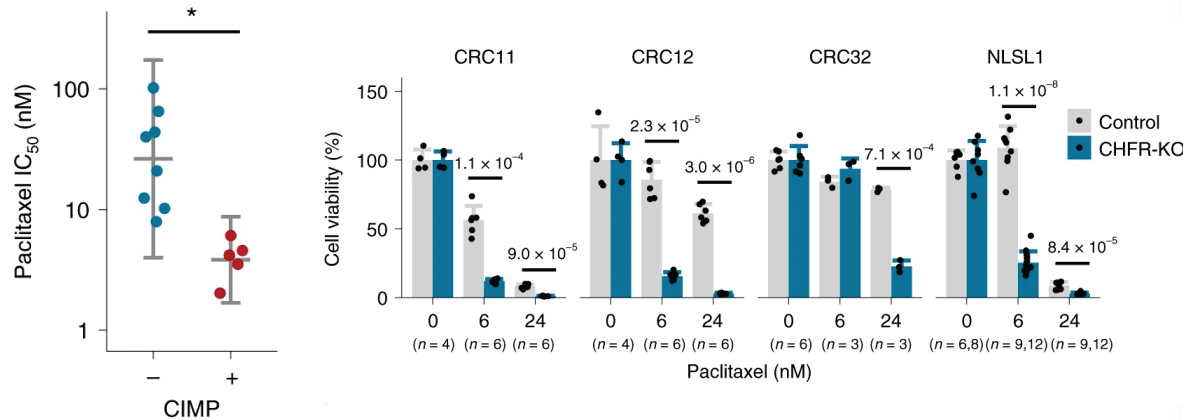 *
Paclitaxel IC50 (nM)
100
10
1
− +
CIMP
CRC11 CRC12 CRC32 NLSL1
Cell viability (%)
150
100
50
0
1.1 × 10−4
9.0 × 10−5
2.3 × 10−5
3.0 × 10−6
7.1 × 10−4
1.1 × 10−8
8.4 × 10−5
Control
CHFR-KO
0 6 24 0 6 24 0 6 24 0 6 24
(n = 4) (n = 6) (n = 6) (n = 4) (n = 6) (n = 6) (n = 6) (n = 3) (n = 3) (n = 6,8) (n = 9,12) (n = 9,12)
Paclitaxel (nM)